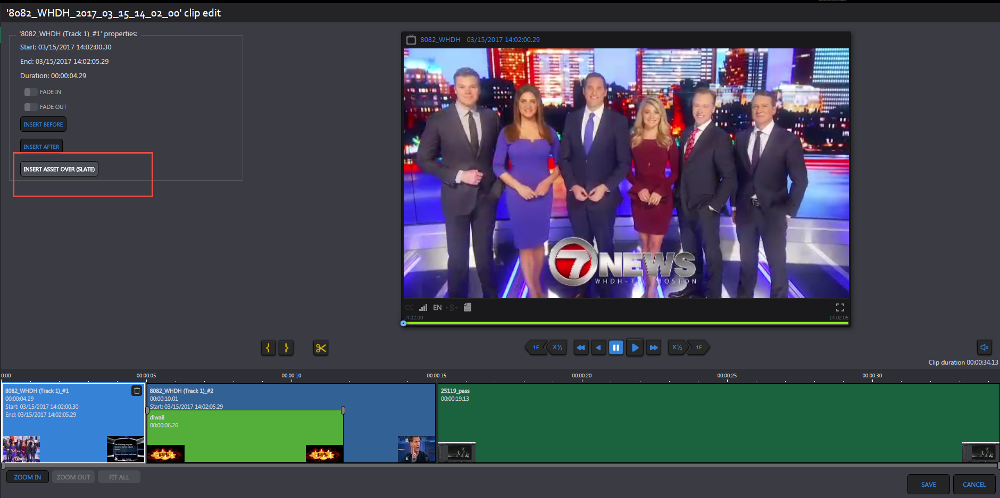 '8082_WHDH_2017_03_15_14_02_00' clip edit
'8082_WHDH (Track 1)_#1' properties:
Start: 03/15/2017 14:02:00.30
End: 03/15/2017 14:02:05.29
Duration: 00:00:04.29
FADE IN
FADE OUT
INSERT BEFORE
INSERT AFTER
INSERT ASSET OVER (SLATE)
8082_WHDH 03/15/2017 14:02:00.29
7 NEWS
WHDH-TV BOSTON
CC EN S
14:02:00 14:02:05
{ } 1F X½ X½ 1F
Clip duration 00:00:34.13
0:00 00:00:05 00:00:10 00:00:15 00:00:20 00:00:25 00:00:30
8082_WHDH (Track 1)_#1
00:00:04.29
Start: 03/15/2017 14:02:00.30
End: 03/15/2017 14:02:05.29
8082_WHDH (Track 1)_#2
00:00:10.01
Start: 03/15/2017 14:02:05.29
diwali
00:00:06.26
25119_pass
00:00:19.13
ZOOM IN ZOOM OUT FIT ALL
SAVE CANCEL